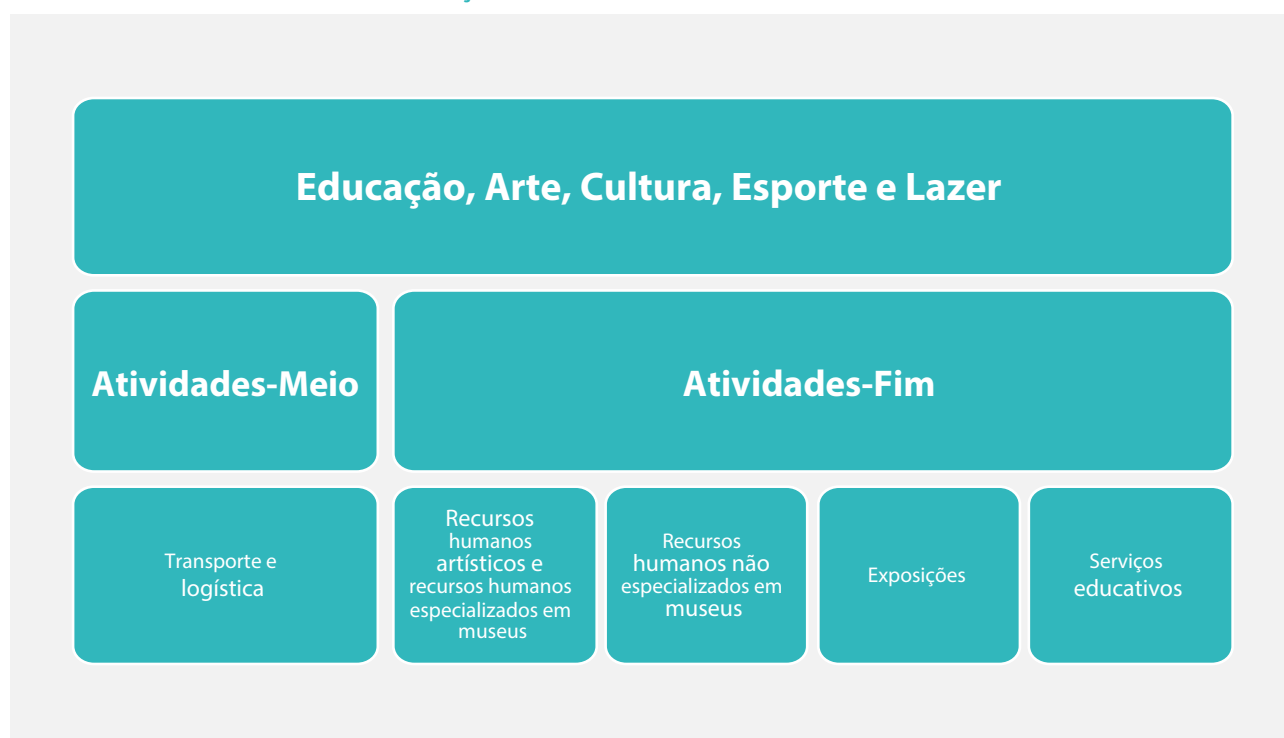 Educação, Arte, Cultura, Esporte e Lazer
Atividades-Meio
Atividades-Fim
Transporte e
logística
Recursos
humanos
artísticos e
recursos humanos
especializados em
museus
Recursos
humanos não
especializados em
museus
Exposições
Serviços
educativos